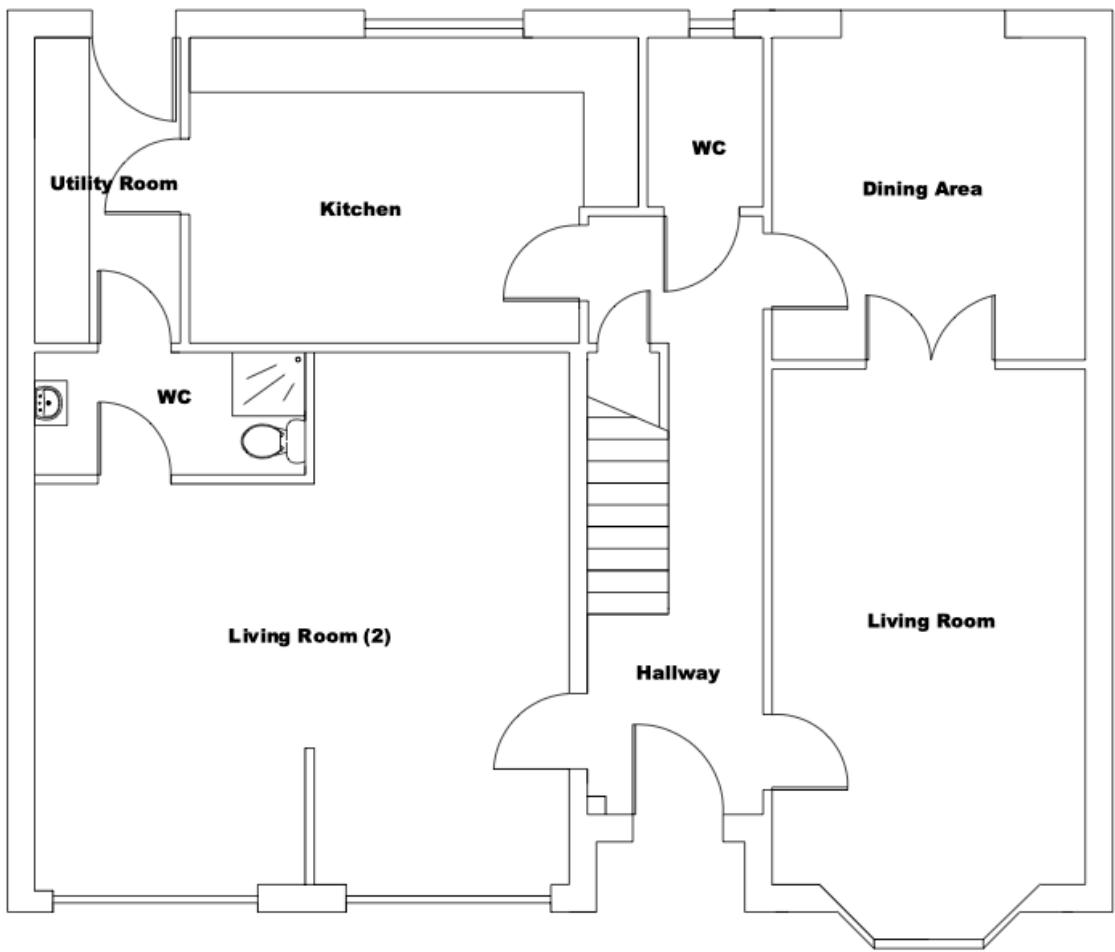 WC
Utility Room
Kitchen
Dining Area
WC
Living Room (2)
Living Room
Hallway